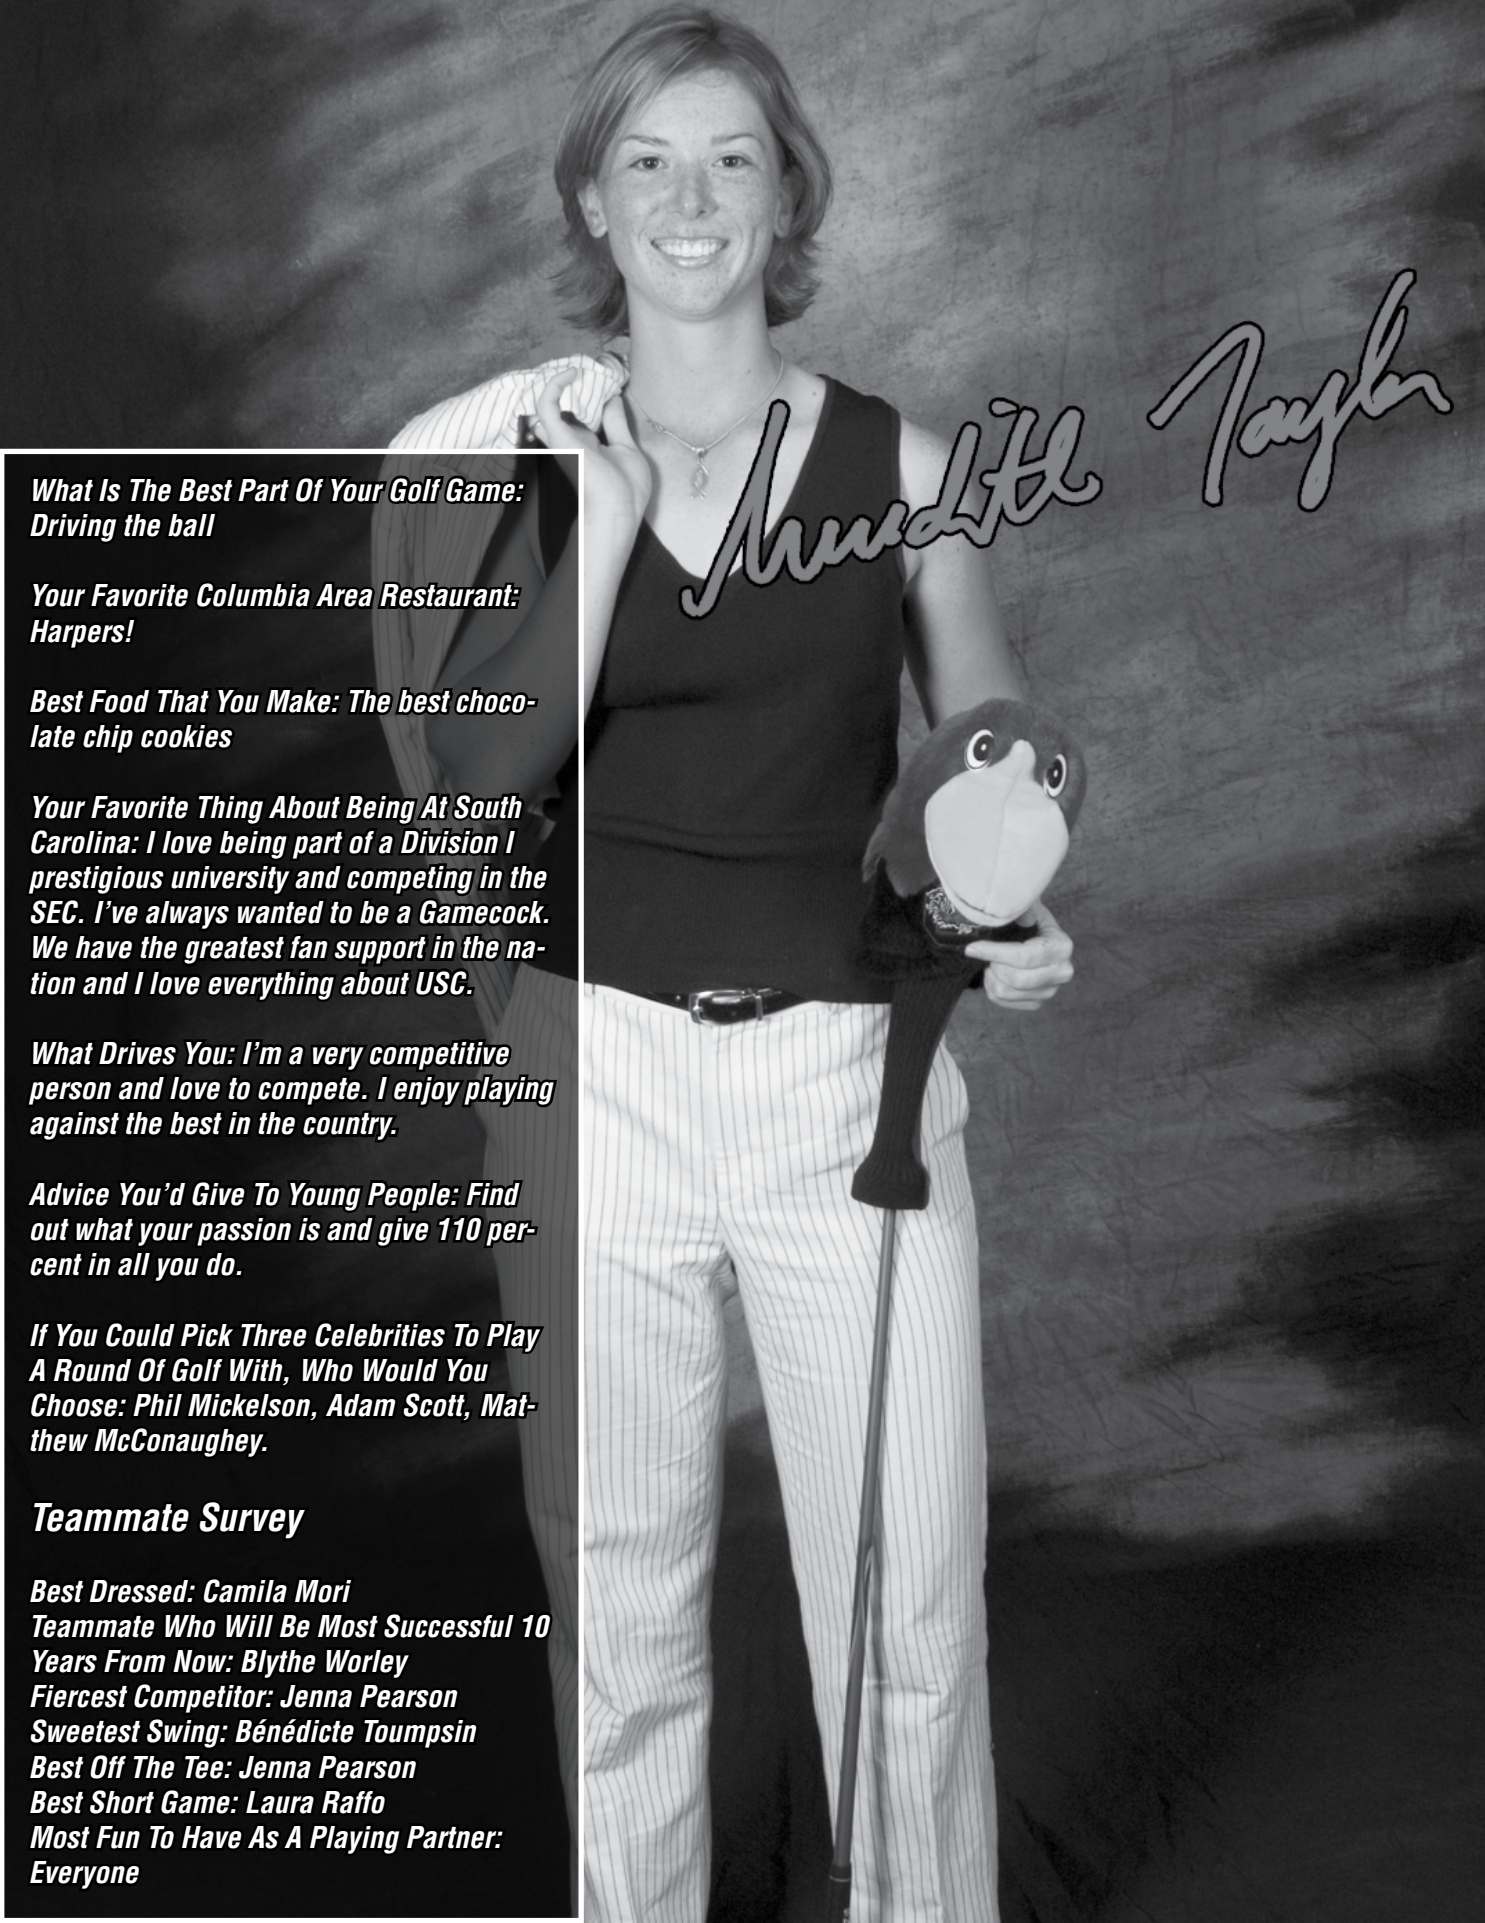 Meredith Taylor
What Is The Best Part Of Your Golf Game:
Driving the ball
Your Favorite Columbia Area Restaurant:
Harpers!
Best Food That You Make: The best choco-
late chip cookies
Your Favorite Thing About Being At South
Carolina: I love being part of a Division I
prestigious university and competing in the
SEC. I've always wanted to be a Gamecock.
We have the greatest fan support in the na-
tion and I love everything about USC.
What Drives You: I'm a very competitive
person and love to compete. I enjoy playing
against the best in the country.
Advice You'd Give To Young People: Find
out what your passion is and give 110 per-
cent in all you do.
If You Could Pick Three Celebrities To Play
A Round Of Golf With, Who Would You
Choose: Phil Mickelson, Adam Scott, Mat-
thew McConaughey.
Teammate Survey
Best Dressed: Camila Mori
Teammate Who Will Be Most Successful 10
Years From Now: Blythe Worley
Fiercest Competitor: Jenna Pearson
Sweetest Swing: Bénédicte Toumpsin
Best Off The Tee: Jenna Pearson
Best Short Game: Laura Raffo
Most Fun To Have As A Playing Partner:
Everyone